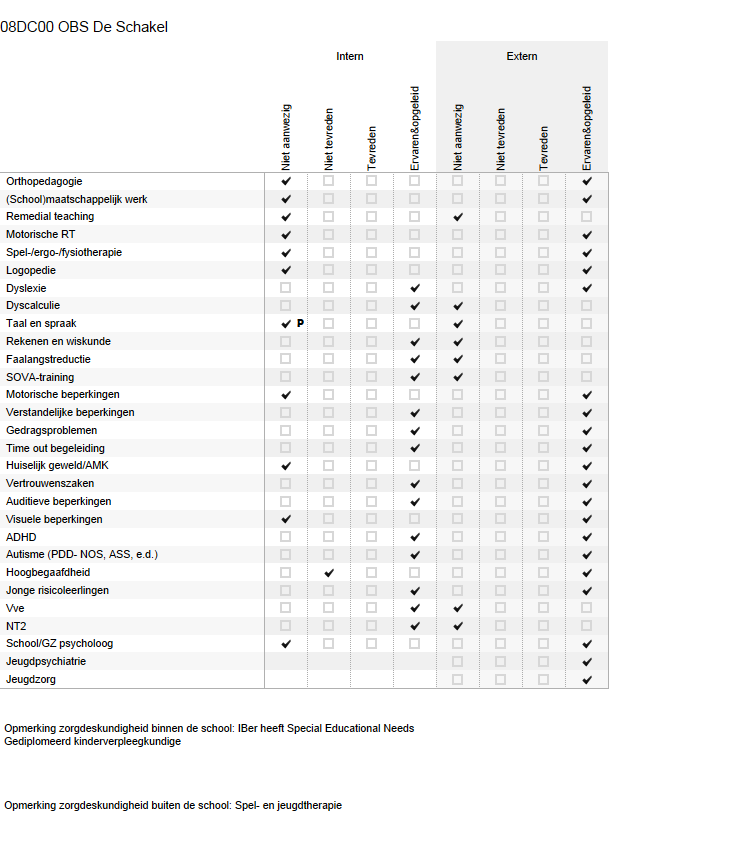 08DC00 OBS De Schakel
Intern Extern
Niet aanwezig Niet tevreden Tevreden Ervaren&opgeleid Niet aanwezig Niet tevreden Tevreden Ervaren&opgeleid
Orthopedagogie
(School)maatschappelijk werk
Remedial teaching
Motorische RT
Spel-/ergo-/fysiotherapie
Logopedie
Dyslexie
Dyscalculie
Taal en spraak P
Rekenen en wiskunde
Faalangstreductie
SOVA-training
Motorische beperkingen
Verstandelijke beperkingen
Gedragsproblemen
Time out begeleiding
Huiselijk geweld/AMK
Vertrouwenszaken
Auditieve beperkingen
Visuele beperkingen
ADHD
Autisme (PDD- NOS, ASS, e.d.)
Hoogbegaafdheid
Jonge risicoleerlingen
Vve
NT2
School/GZ psycholoog
Jeugdpsychiatrie
Jeugdzorg
Opmerking zorgdeskundigheid binnen de school: IBer heeft Special Educational Needs
Gediplomeerd kinderverpleegkundige
Opmerking zorgdeskundigheid buiten de school: Spel- en jeugdtherapie